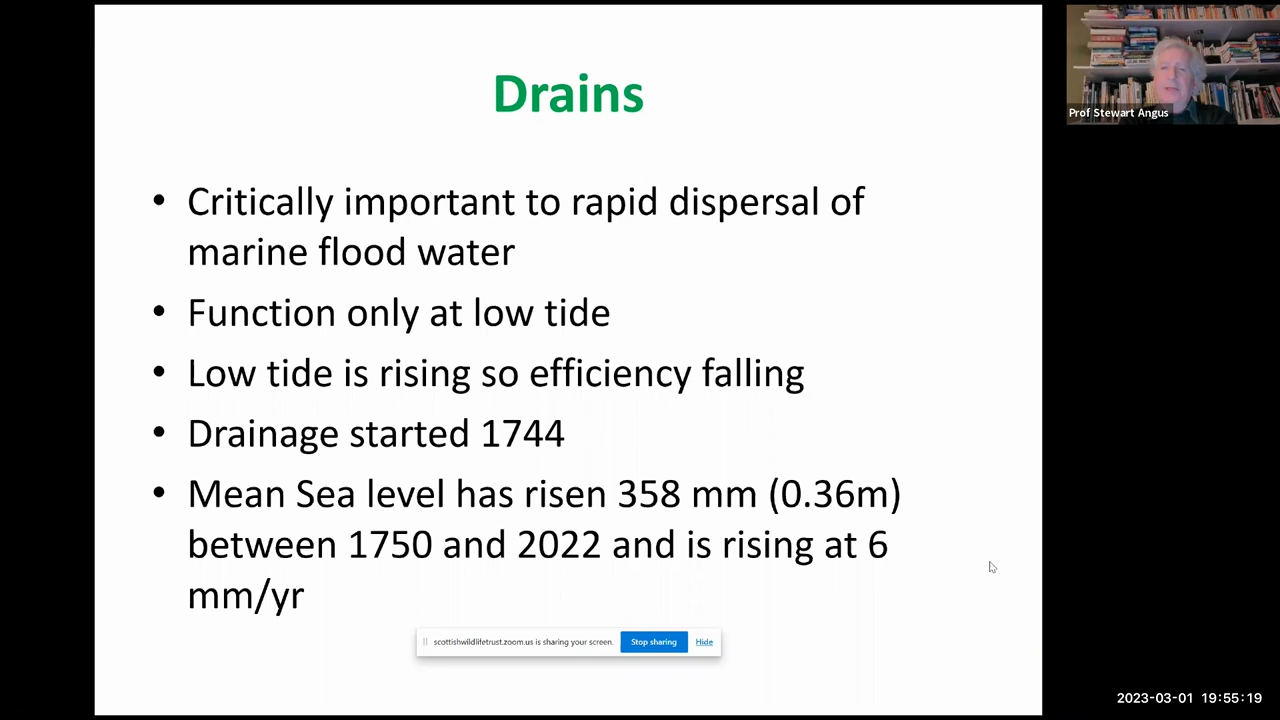 Drains
• Critically important to rapid dispersal of
marine flood water
• Function only at low tide
• Low tide is rising so efficiency falling
• Drainage started 1744
• Mean Sea level has risen 358 mm (0.36m)
between 1750 and 2022 and is rising at 6
mm/yr
scottishwildlifetrust.zoom.us is sharing your screen.
Stop sharing
Hide
Prof Stewart Angus
2023-03-01 19:55:19